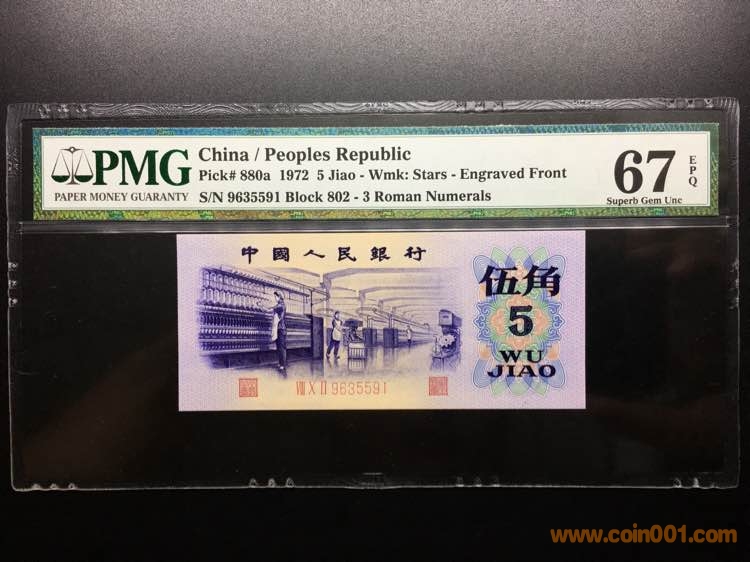 PMG
PAPER MONEY GUARANTY
China / Peoples Republic
Pick# 880a 1972 5 Jiao - Wmk: Stars - Engraved Front
S/N 9635591 Block 802 - 3 Roman Numerals
67
EPQ
Superb Gem Unc
中國人民銀行
伍角
5
WU
JIAO
VIII X II 9635591
www.coin001.com